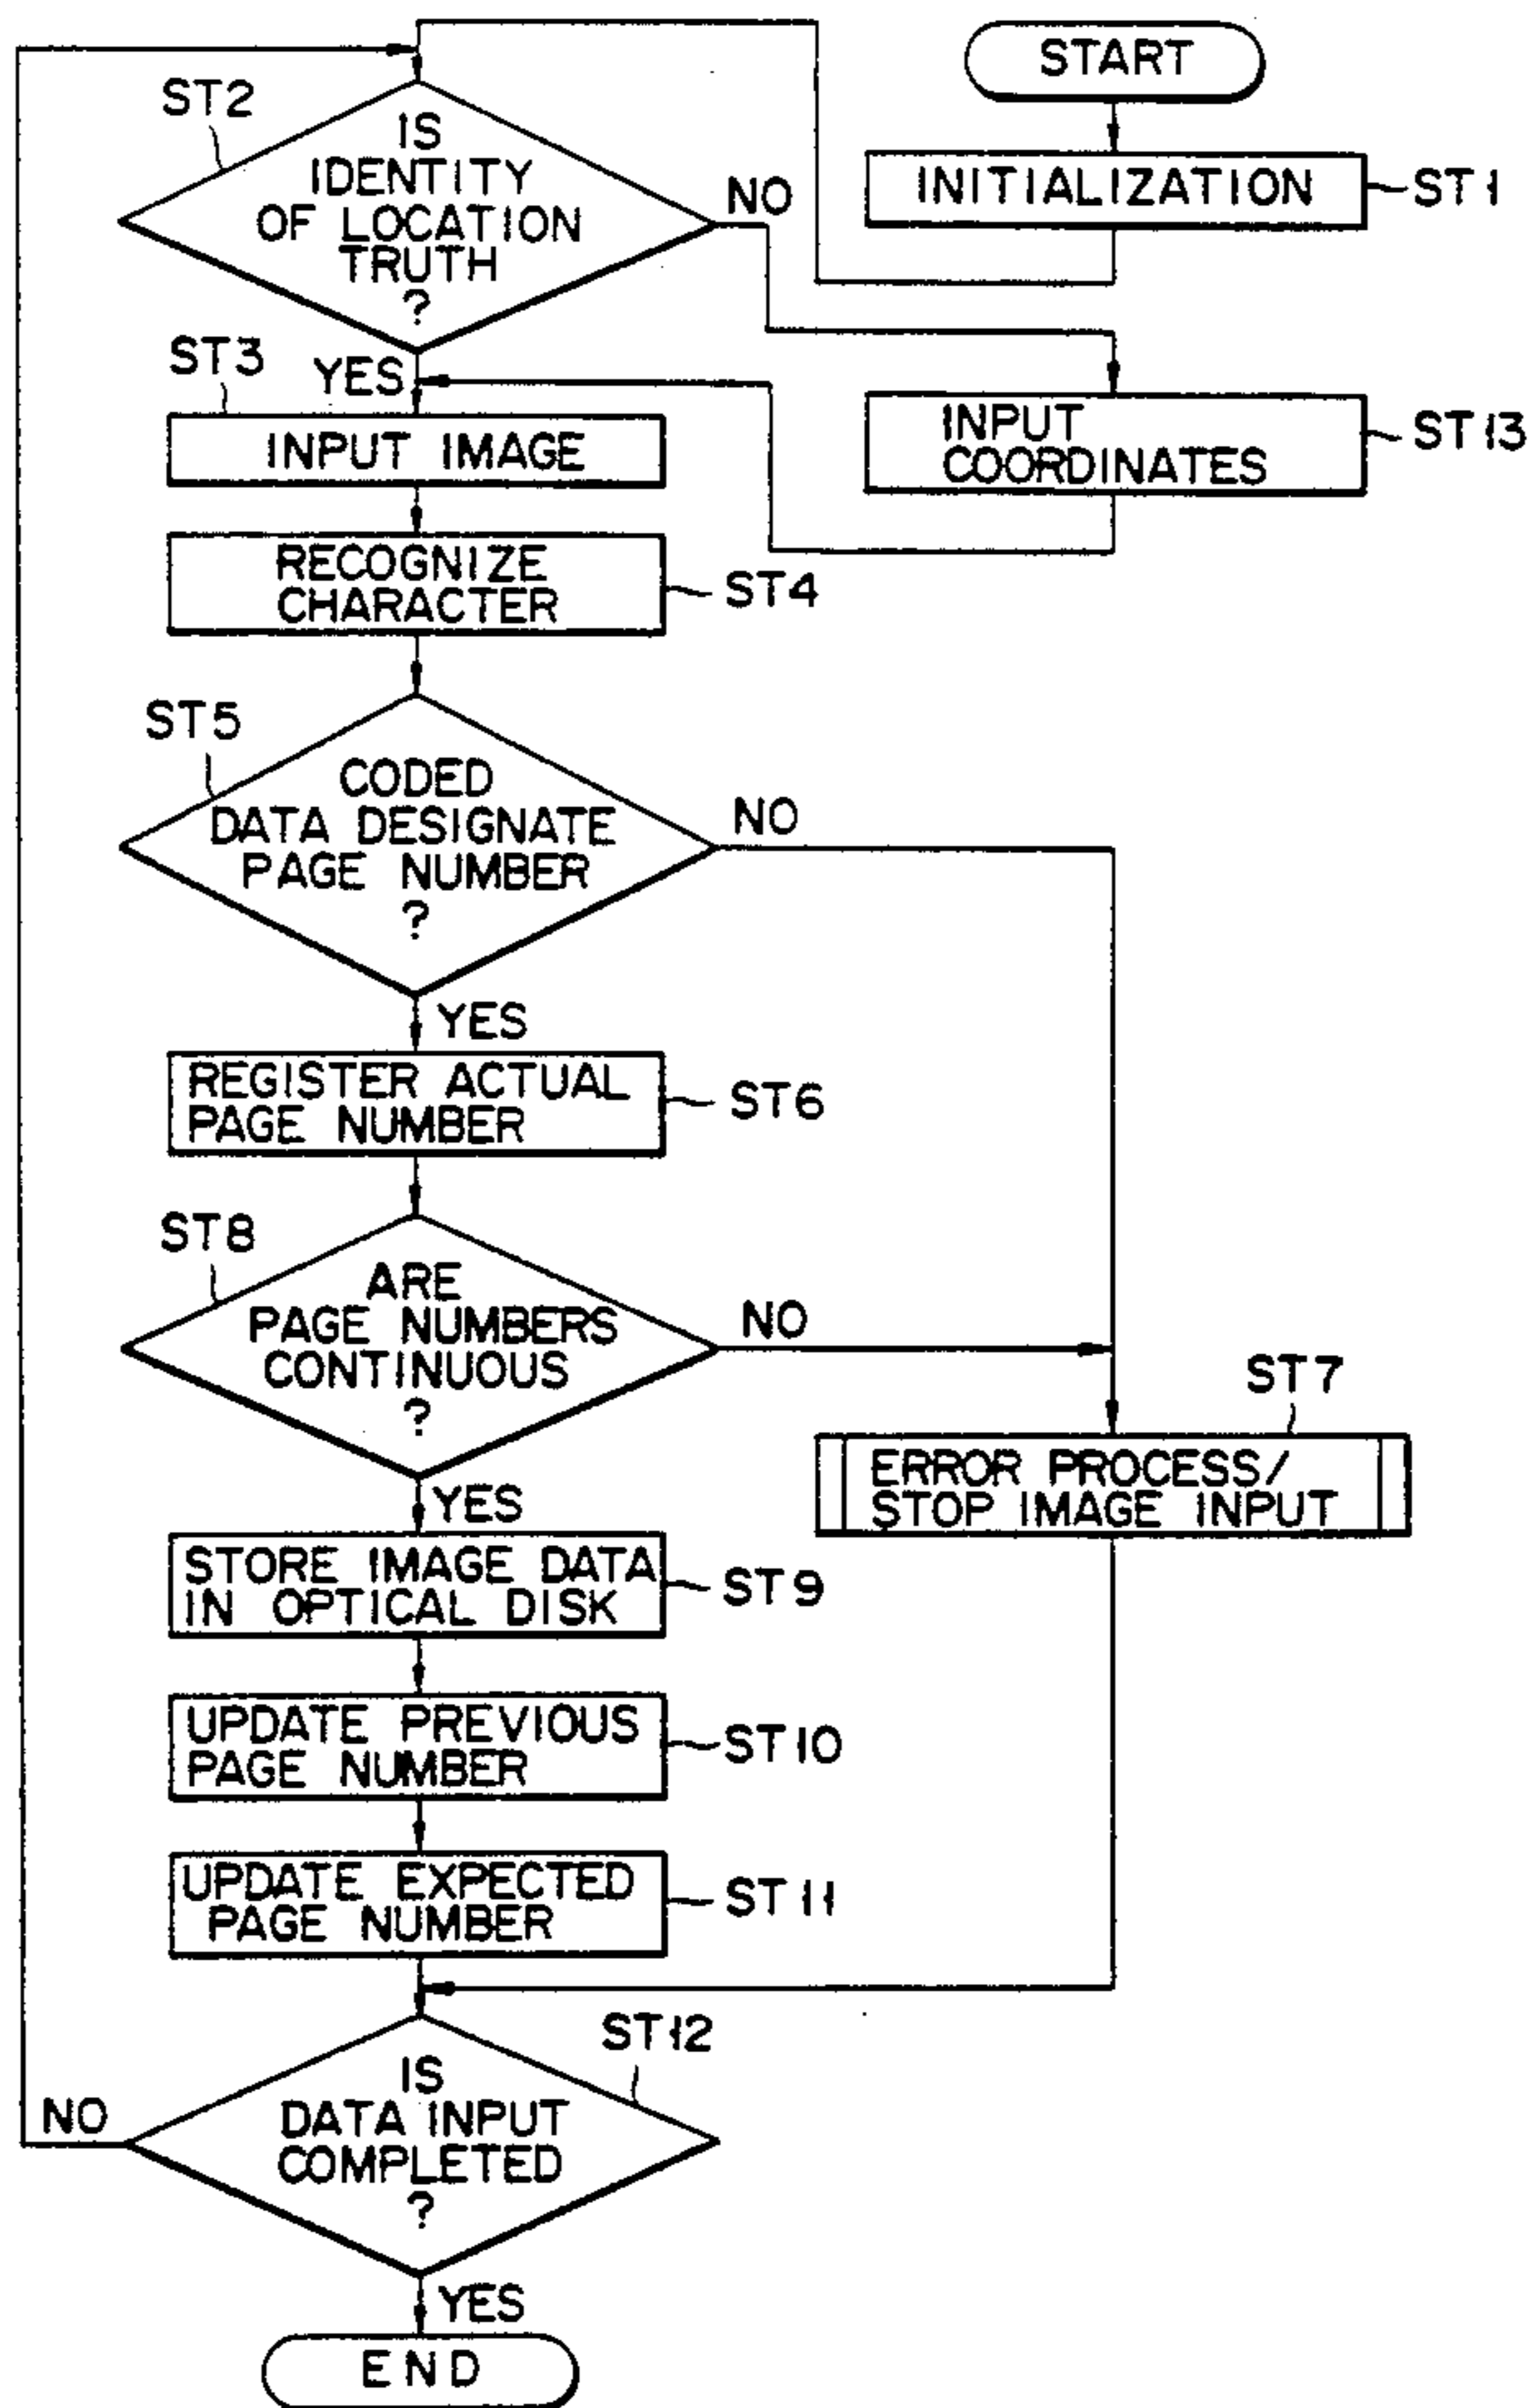 START
INITIALIZATION
ST1
ST2
IS
IDENTITY
OF LOCATION
TRUTH
?
NO
YES
INPUT
COORDINATES
ST13
ST3
INPUT IMAGE
RECOGNIZE
CHARACTER
ST4
ST5
CODED
DATA DESIGNATE
PAGE NUMBER
?
NO
YES
REGISTER ACTUAL
PAGE NUMBER
ST6
ST8
ARE
PAGE NUMBERS
CONTINUOUS
?
NO
YES
ST7
ERROR PROCESS/
STOP IMAGE INPUT
STORE IMAGE DATA
IN OPTICAL DISK
ST9
UPDATE PREVIOUS
PAGE NUMBER
ST10
UPDATE EXPECTED
PAGE NUMBER
ST11
ST12
IS
DATA INPUT
COMPLETED
?
NO
YES
END